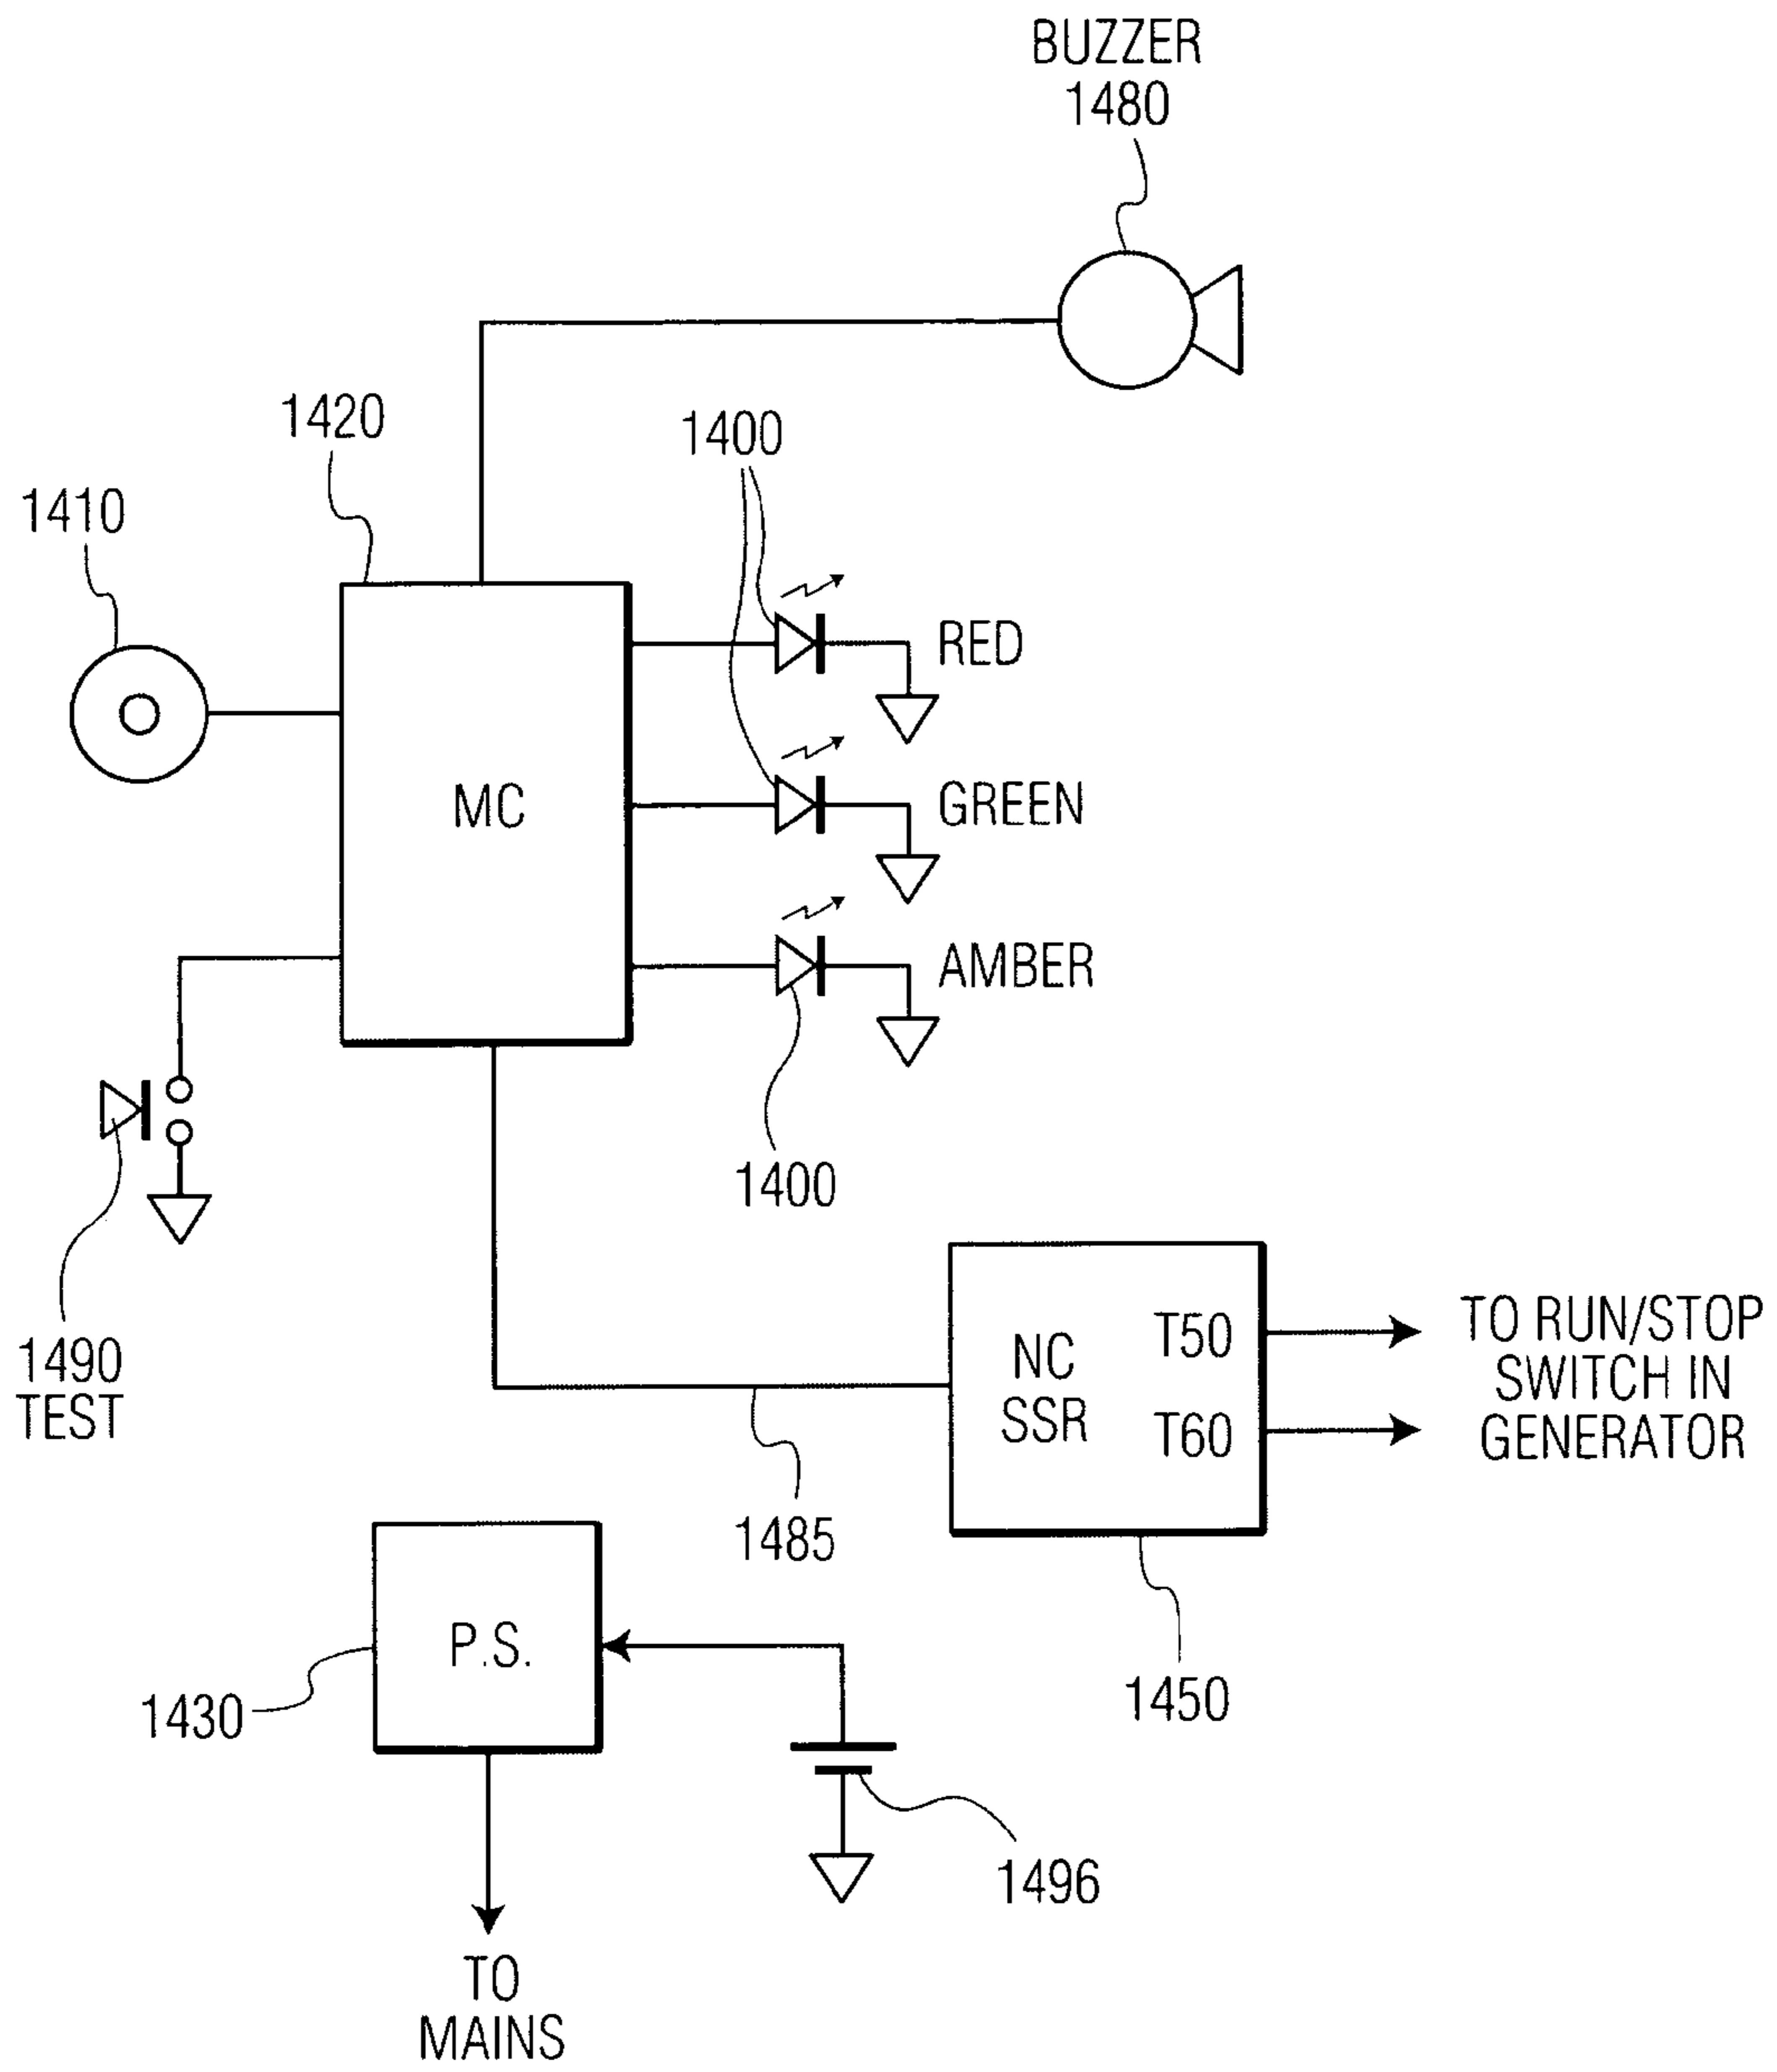 BUZZER
1480
1420
1400
1410
RED
MC
GREEN
AMBER
1400
1490
TEST
NC
SSR
T50
T60
TO RUN/STOP
SWITCH IN
GENERATOR
1485
P.S.
1430
1450
1496
TO
MAINS